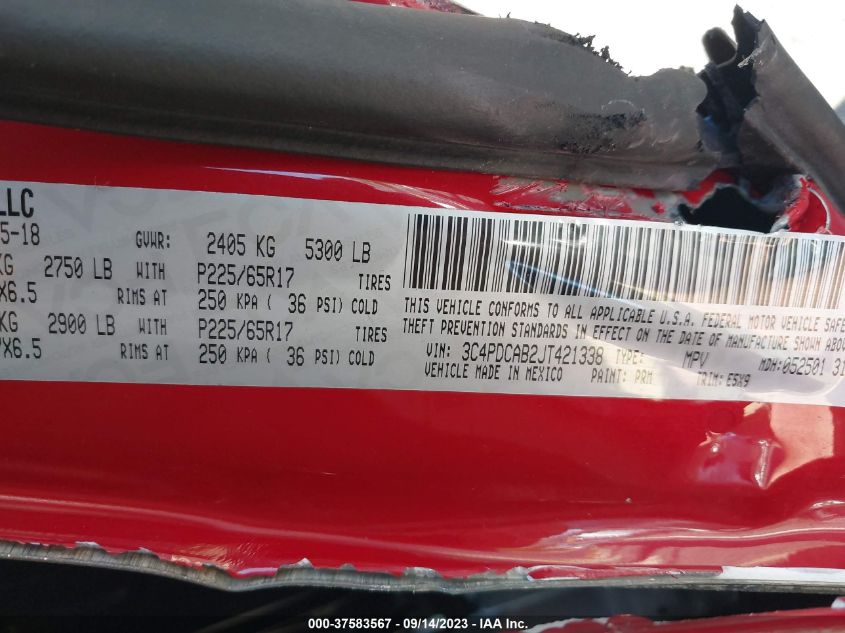 LLC
5-18 GVWR: 2405 KG 5300 LB
KG 2750 LB WITH P225/65R17 TIRES
X6.5 RIMS AT 250 KPA ( 36 PSI) COLD
KG 2900 LB WITH P225/65R17 TIRES
X6.5 RIMS AT 250 KPA ( 36 PSI) COLD
THIS VEHICLE CONFORMS TO ALL APPLICABLE U.S.A. FEDERAL MOTOR VEHICLE SAFE
THEFT PREVENTION STANDARDS IN EFFECT ON THE DATE OF MANUFACTURE SHOWN ABOV
VIN: 3C4PDCAB2JT421338 TYPE: MPV MDH:052501 31
VEHICLE MADE IN MEXICO PAINT: PRM TRIM: E5X9
000-37583567 - 09/14/2023 - IAA Inc.